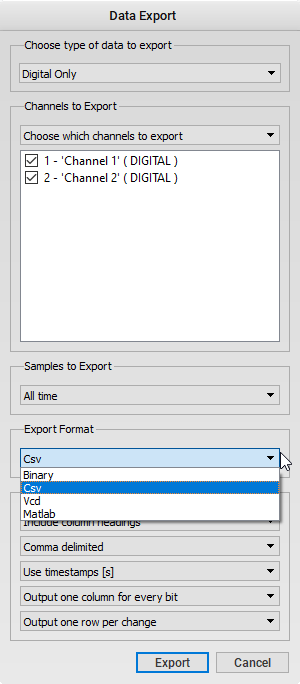 Data Export
Choose type of data to export
Digital Only
Channels to Export
Choose which channels to export
1 - 'Channel 1' ( DIGITAL )
2 - 'Channel 2' ( DIGITAL )
Samples to Export
All time
Export Format
Csv
Binary
Csv
Vcd
Matlab
Include column headings
Comma delimited
Use timestamps [s]
Output one column for every bit
Output one row per change
Export
Cancel